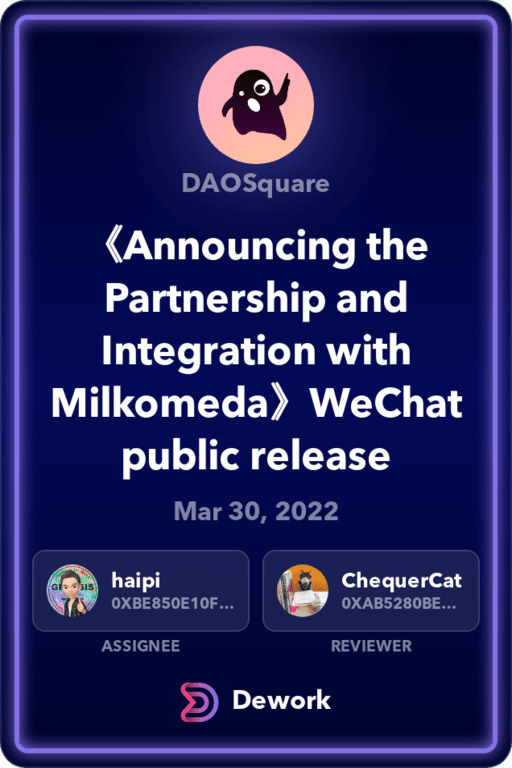 DAOSquare
《Announcing the
Partnership and
Integration with
Milkomeda》WeChat
public release
Mar 30, 2022
haipi
0XBE850E10F...
ASSIGNEE
ChequerCat
0XAB5280BE...
REVIEWER
Dework